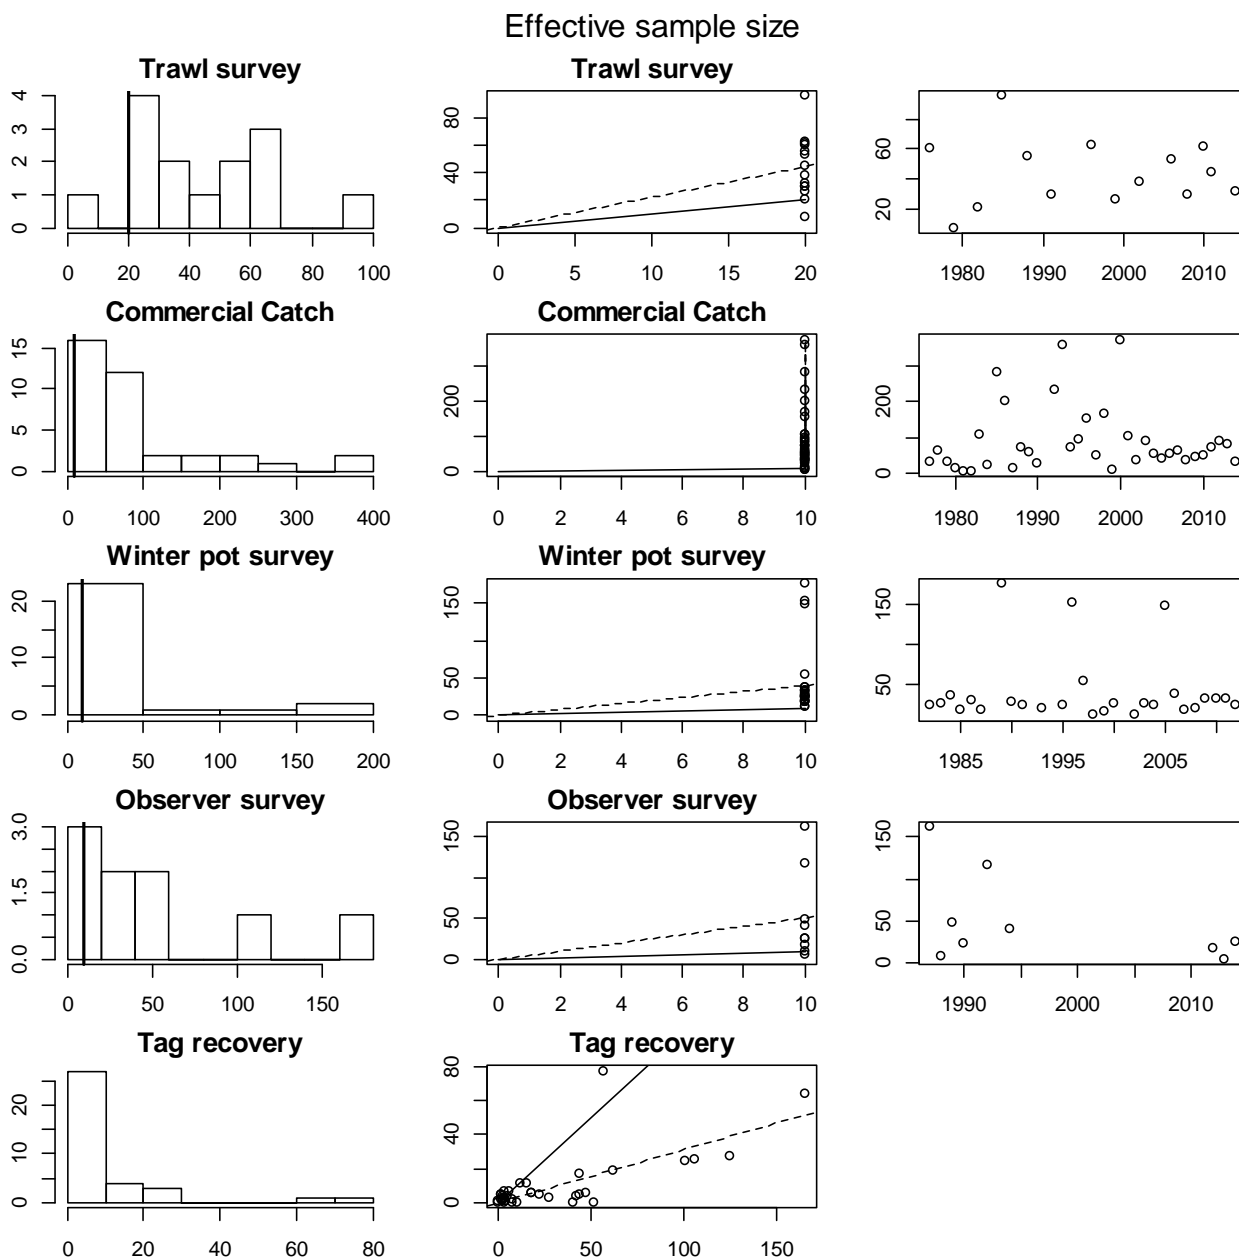 Effective sample size
Trawl survey Trawl survey
0 1 2 3 4
0 20 40 60 80 100
0 40 80
0 5 10 15 20
20 60
1980 1990 2000 2010
Commercial Catch Commercial Catch
0 5 10 15
0 100 200 300 400
0 200
0 2 4 6 8 10
0 200
1980 1990 2000 2010
Winter pot survey Winter pot survey
0 10 20
0 50 100 150 200
0 50 150
0 2 4 6 8 10
50 150
1985 1995 2005
Observer survey Observer survey
0.0 1.5 3.0
0 50 100 150
0 50 150
0 2 4 6 8 10
0 50 150
1990 2000 2010
Tag recovery Tag recovery
0 10 20
0 20 40 60 80
0 40 80
0 50 100 150